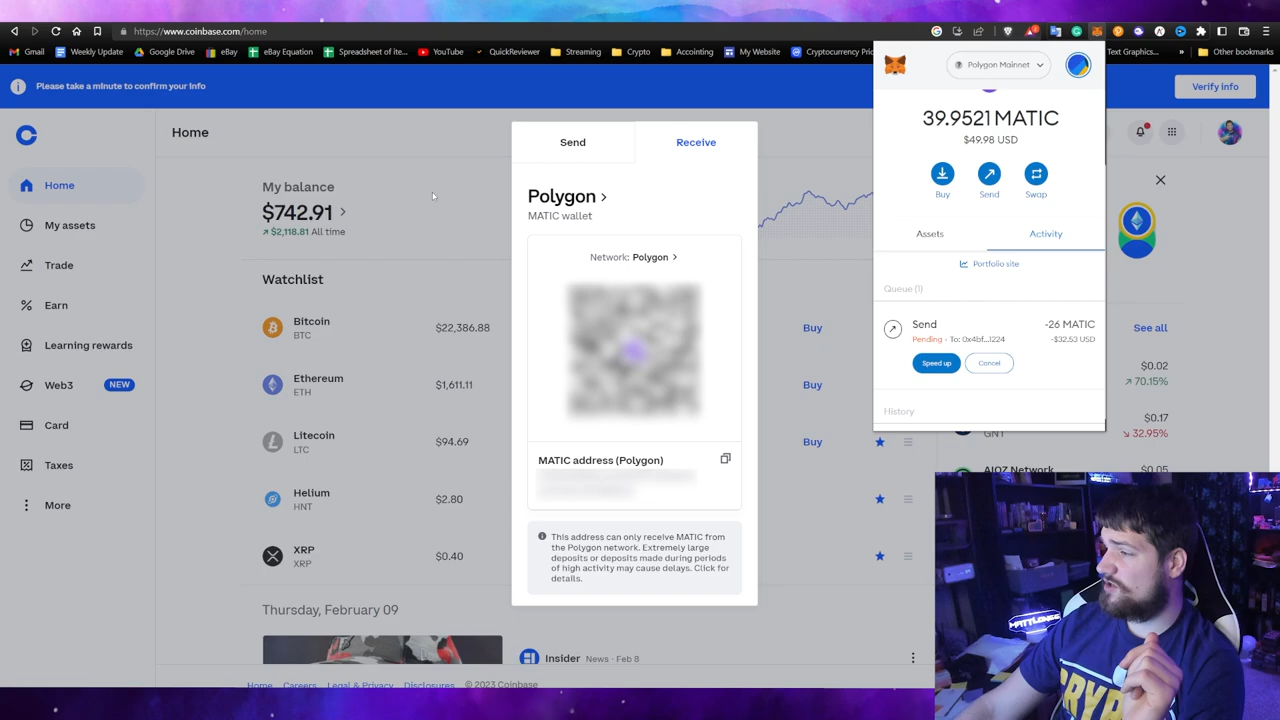 https://www.coinbase.com/home
Gmail
Weekly Update
Google Drive
eBay
eBay Equation
Spreadsheet of ite...
YouTube
QuickReviewer
Streaming
Crypto
Accointing
My Website
Cryptocurrency Pric
Text Graphics...
»
Other bookmarks
Please take a minute to confirm your info
Verify info
Home
My assets
Trade
Earn
Learning rewards
Web3 NEW
Card
Taxes
More
Home
My balance
$742.91
↗ $2,118.81 All time
Watchlist
Bitcoin
BTC
$22,386.88
Buy
Ethereum
ETH
$1,611.11
Buy
Litecoin
LTC
$94.69
Buy
Helium
HNT
$2.80
XRP
XRP
$0.40
Thursday, February 09
Insider News • Feb 8
Home Careers Legal & Privacy Disclosures © 2023 Coinbase
Send
Receive
Polygon
MATIC wallet
Network: Polygon
MATIC address (Polygon)
This address can only receive MATIC from
the Polygon network. Extremely large
deposits or deposits made during periods
of high activity may cause delays. Click for
details.
Polygon Mainnet
39.9521 MATIC
$49.98 USD
Buy
Send
Swap
Assets
Activity
Portfolio site
Queue (1)
Send
-26 MATIC
Pending · To: 0x4bf...1224
-$32.53 USD
Speed up
Cancel
History
See all
$0.02
↗ 70.15%
$0.17
GNT
↘ 32.95%
AIOZ Network
$0.05
MATTLONGS